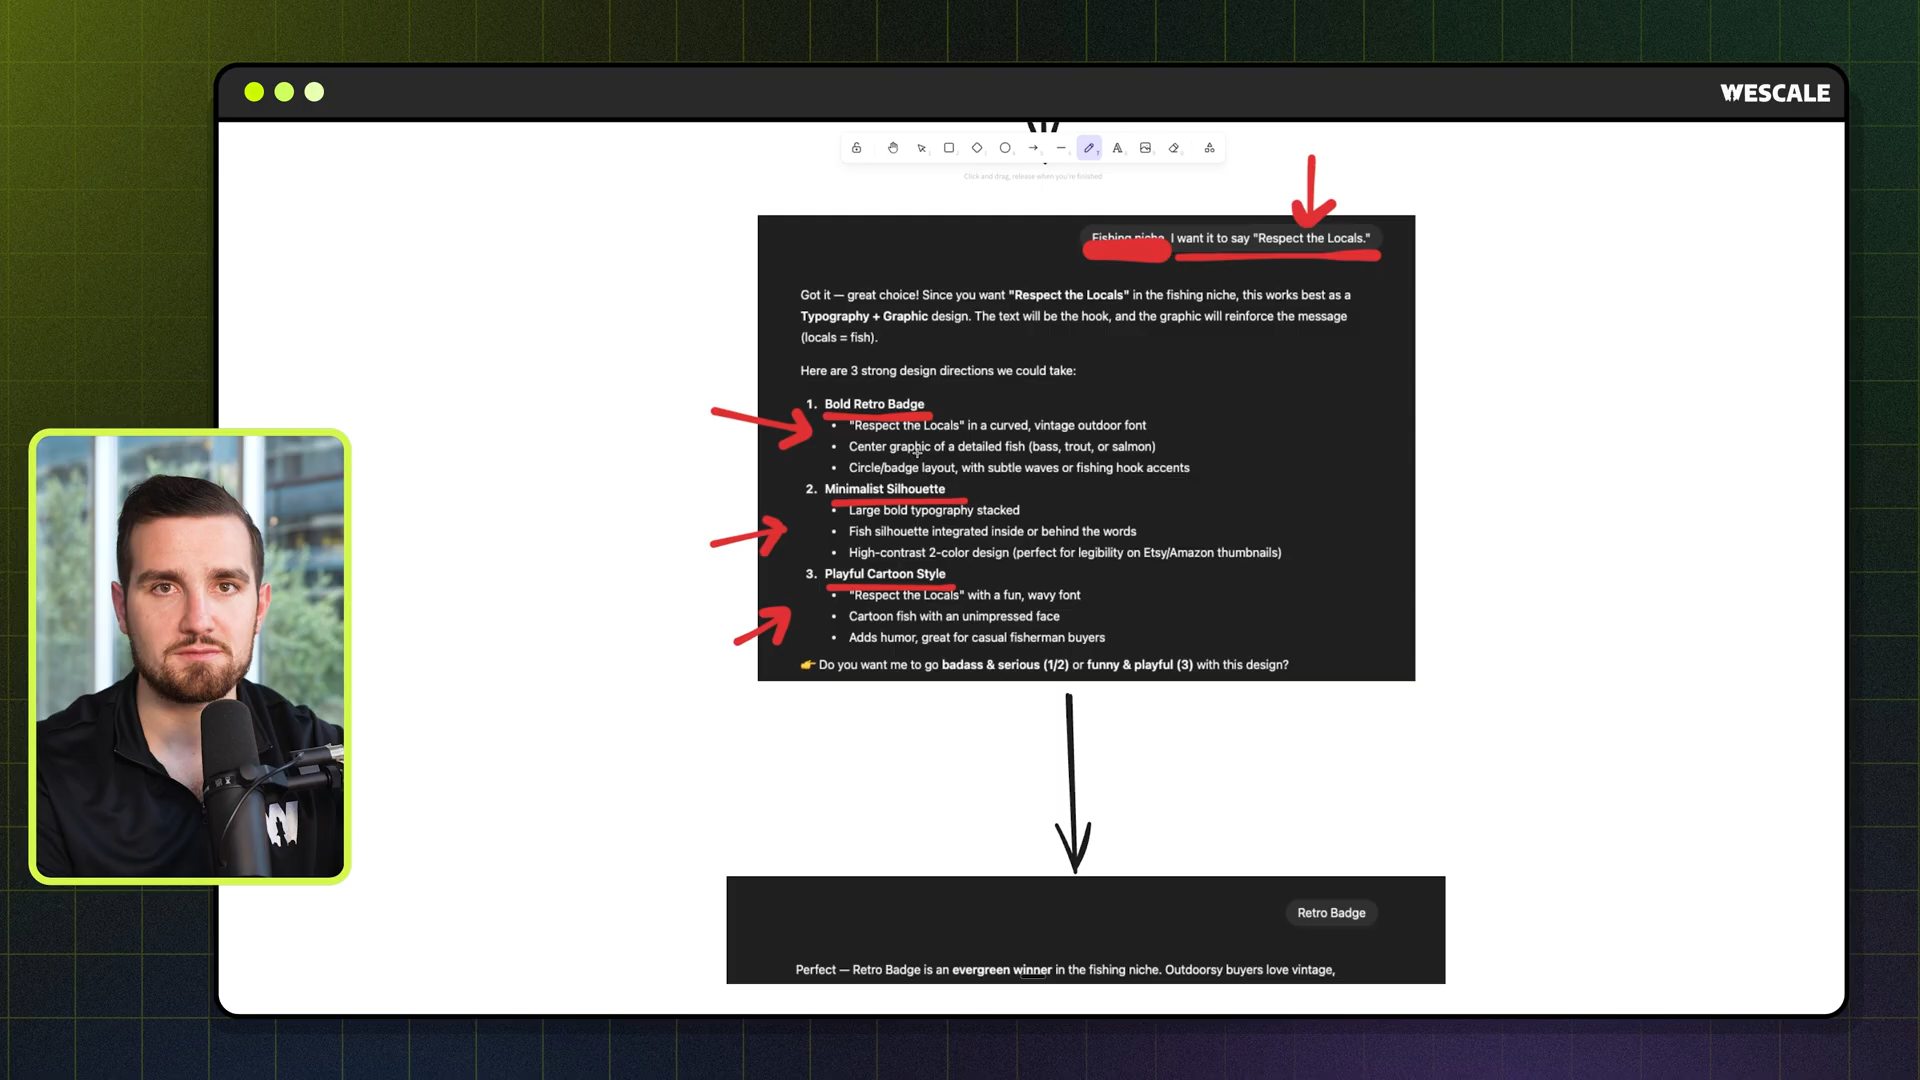 WESCALE
Click and drag, release when you're finished
Fishing niche. I want it to say "Respect the Locals."
Got it — great choice! Since you want "Respect the Locals" in the fishing niche, this works best as a
Typography + Graphic design. The text will be the hook, and the graphic will reinforce the message
(locals = fish).
Here are 3 strong design directions we could take:
1. Bold Retro Badge
• "Respect the Locals" in a curved, vintage outdoor font
• Center graphic of a detailed fish (bass, trout, or salmon)
• Circle/badge layout, with subtle waves or fishing hook accents
2. Minimalist Silhouette
• Large bold typography stacked
• Fish silhouette integrated inside or behind the words
• High-contrast 2-color design (perfect for legibility on Etsy/Amazon thumbnails)
3. Playful Cartoon Style
• "Respect the Locals" with a fun, wavy font
• Cartoon fish with an unimpressed face
• Adds humor, great for casual fisherman buyers
👉 Do you want me to go badass & serious (1/2) or funny & playful (3) with this design?
W
Retro Badge
Perfect — Retro Badge is an evergreen winner in the fishing niche. Outdoorsy buyers love vintage,